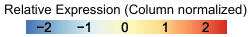 Relative Expression (Column normalized)
−2 −1 0 1 2